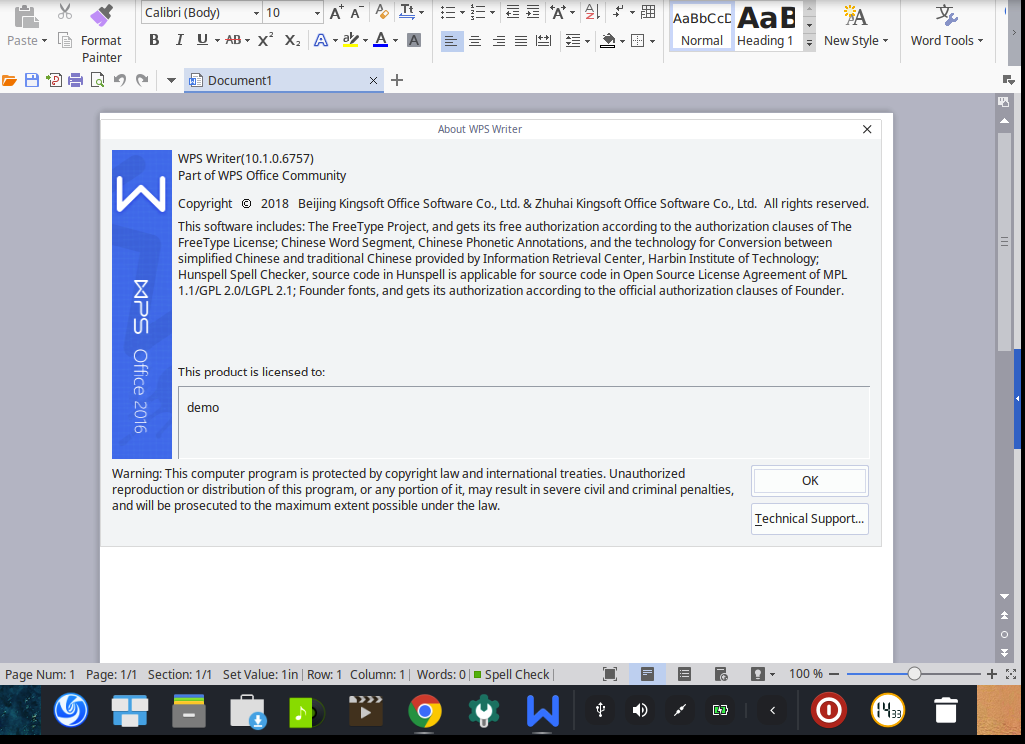 Calibri (Body) 10
AaBbCcD AaB
Paste Format Painter
B I U AB X² X₂ A A A
Normal Heading 1 New Style Word Tools
Document1
About WPS Writer
WPS Writer(10.1.0.6757)
Part of WPS Office Community
Copyright © 2018 Beijing Kingsoft Office Software Co., Ltd. & Zhuhai Kingsoft Office Software Co., Ltd. All rights reserved.
This software includes: The FreeType Project, and gets its free authorization according to the authorization clauses of The
FreeType License; Chinese Word Segment, Chinese Phonetic Annotations, and the technology for Conversion between
simplified Chinese and traditional Chinese provided by Information Retrieval Center, Harbin Institute of Technology;
Hunspell Spell Checker, source code in Hunspell is applicable for source code in Open Source License Agreement of MPL
1.1/GPL 2.0/LGPL 2.1; Founder fonts, and gets its authorization according to the official authorization clauses of Founder.
WPS Office 2016
This product is licensed to:
demo
Warning: This computer program is protected by copyright law and international treaties. Unauthorized
reproduction or distribution of this program, or any portion of it, may result in severe civil and criminal penalties,
and will be prosecuted to the maximum extent possible under the law.
OK
Technical Support...
Page Num: 1 Page: 1/1 Section: 1/1 Set Value: 1in Row: 1 Column: 1 Words: 0 Spell Check 100 %
14 33